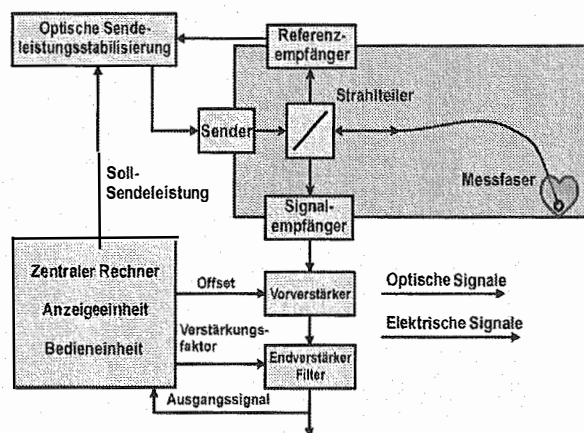 Optische Sende-
leistungsstabilisierung
Referenz-
empfänger
Strahlteiler
Sender
Messfaser
Soll-
Sendeleistung
Signal-
empfänger
Zentraler Rechner
Anzeigeeinheit
Bedieneinheit
Offset
Vorverstärker
Optische Signale
Verstärkungs-
faktor
Elektrische Signale
Endverstärker
Filter
Ausgangssignal